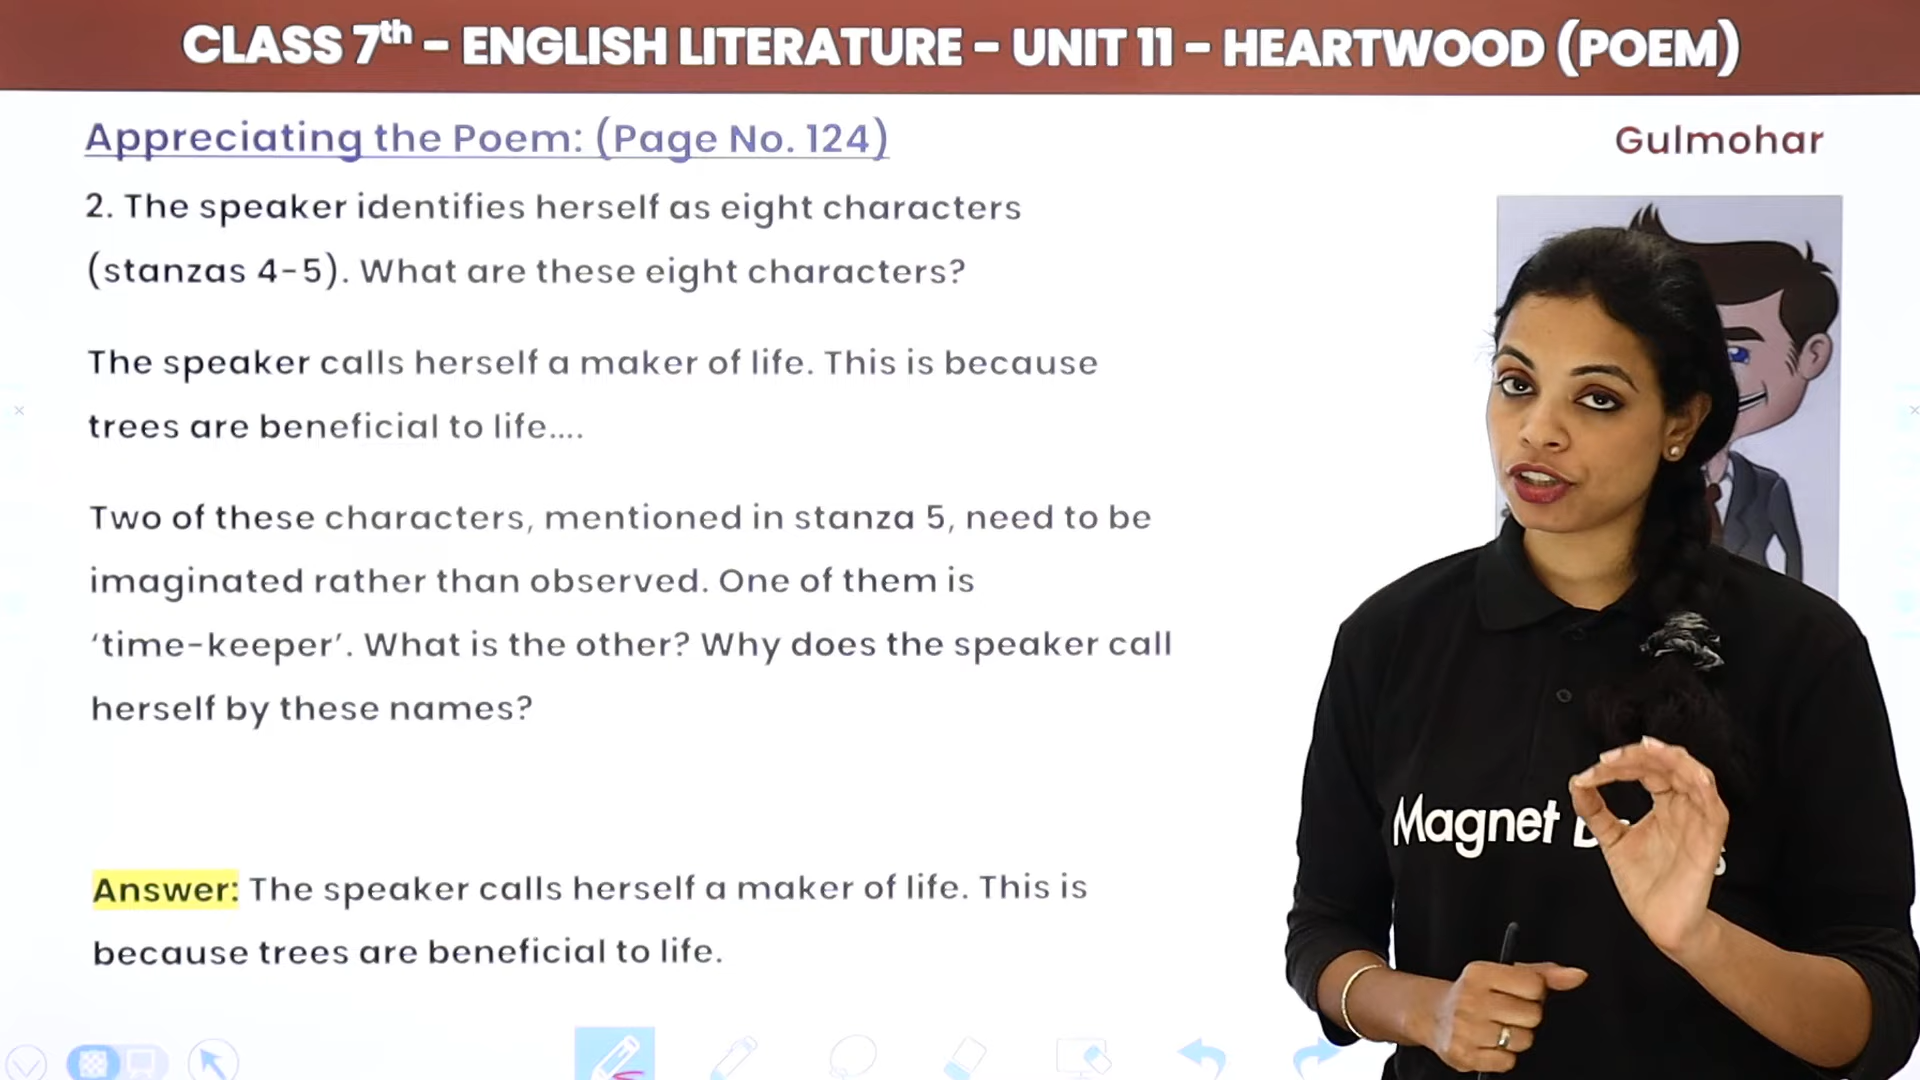 CLASS 7th - ENGLISH LITERATURE - UNIT 11 - HEARTWOOD (POEM)
Appreciating the Poem: (Page No. 124)
Gulmohar
2. The speaker identifies herself as eight characters
(stanzas 4-5). What are these eight characters?
The speaker calls herself a maker of life. This is because
trees are beneficial to life....
Two of these characters, mentioned in stanza 5, need to be
imaginated rather than observed. One of them is
‘time-keeper’. What is the other? Why does the speaker call
herself by these names?
Magnet
Answer: The speaker calls herself a maker of life. This is
because trees are beneficial to life.